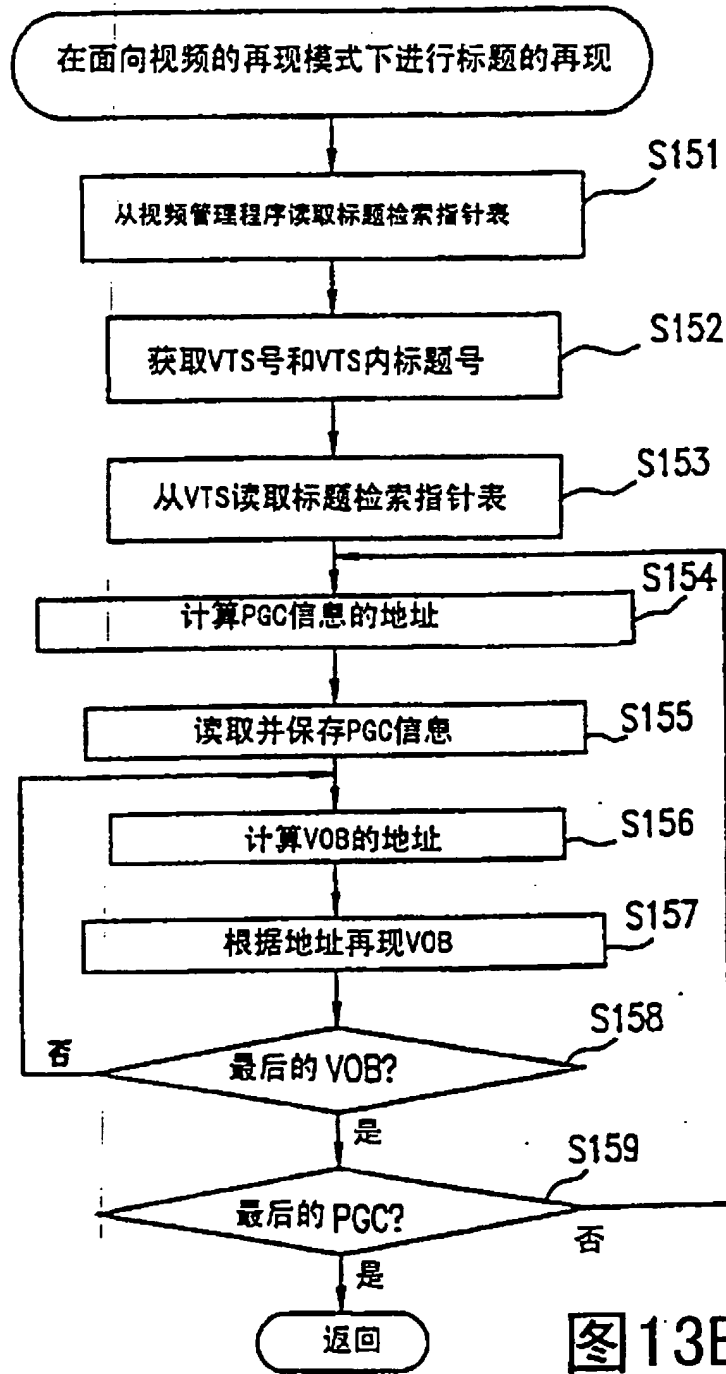 在面向视频的再现模式下进行标题的再现
S151
从视频管理程序读取标题检索指针表
S152
获取VTS号和VTS内标题号
S153
从VTS读取标题检索指针表
S154
计算PGC信息的地址
S155
读取并保存PGC信息
S156
计算VOB的地址
S157
根据地址再现VOB
S158
否
最后的VOB?
是
S159
最后的PGC?
否
是
返回
图13B